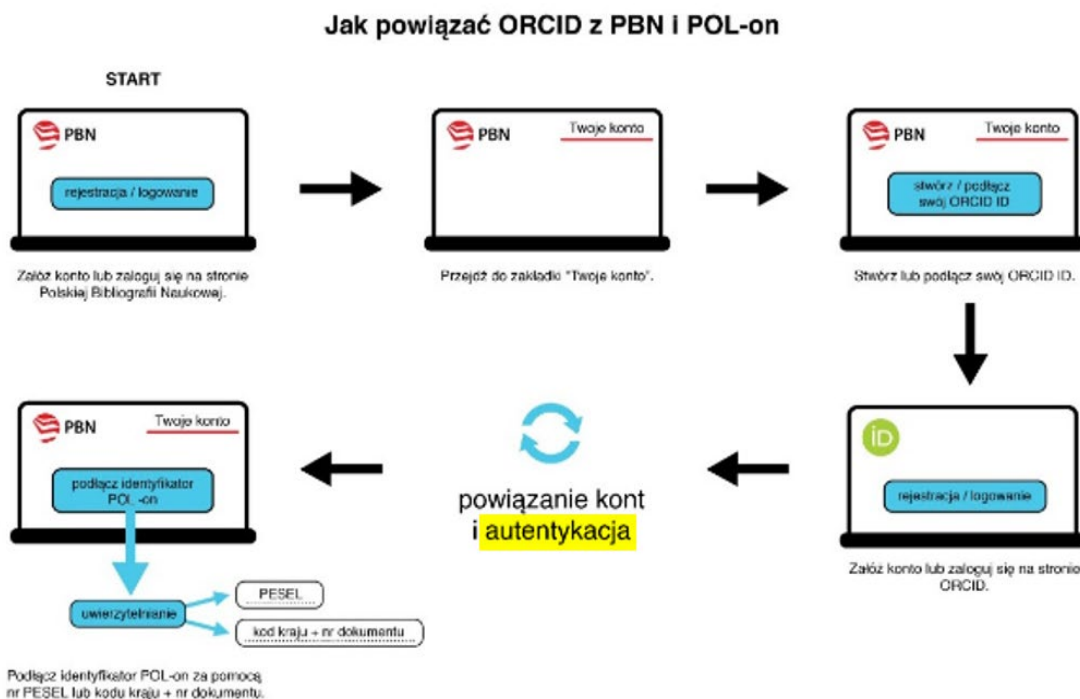 Jak powiązać ORCID z PBN i POL-on
START
PBN
rejestracja / logowanie
Załóż konto lub zaloguj się na stronie
Polskiej Bibliografii Naukowej.
PBN
Twoje konto
Przejdź do zakładki "Twoje konto".
PBN
Twoje konto
stwórz / podłącz
swój ORCID ID
Stwórz lub podłącz swój ORCID ID.
iD
rejestracja / logowanie
Załóż konto lub zaloguj się na stronie
ORCID.
powiązanie kont
i autentykacja
PBN
Twoje konto
podłącz identyfikator
POL -on
uwierzytelnianie
PESEL
kod kraju + nr dokumentu
Podłącz identyfikator POL-on za pomocą
nr PESEL lub kodu kraju + nr dokumentu.